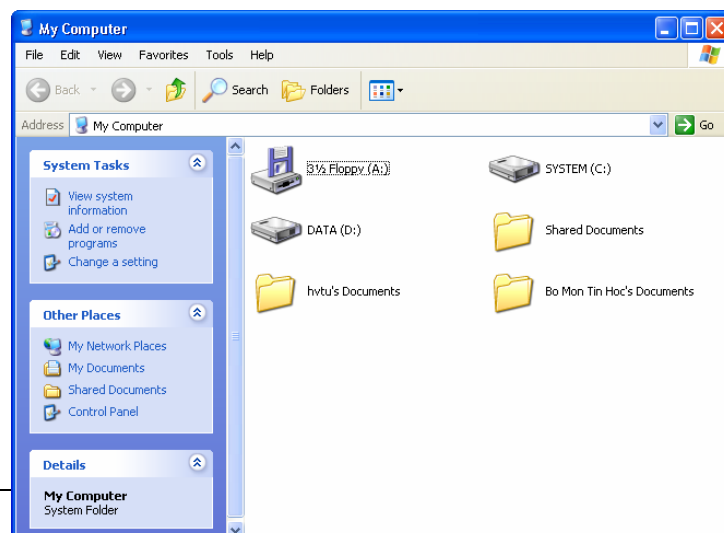 My Computer
File Edit View Favorites Tools Help
Back Search Folders
Address My Computer Go
System Tasks
View system
information
Add or remove
programs
Change a setting
Other Places
My Network Places
My Documents
Shared Documents
Control Panel
Details
My Computer
System Folder
3½ Floppy (A:)
SYSTEM (C:)
DATA (D:)
Shared Documents
hvtu's Documents
Bo Mon Tin Hoc's Documents